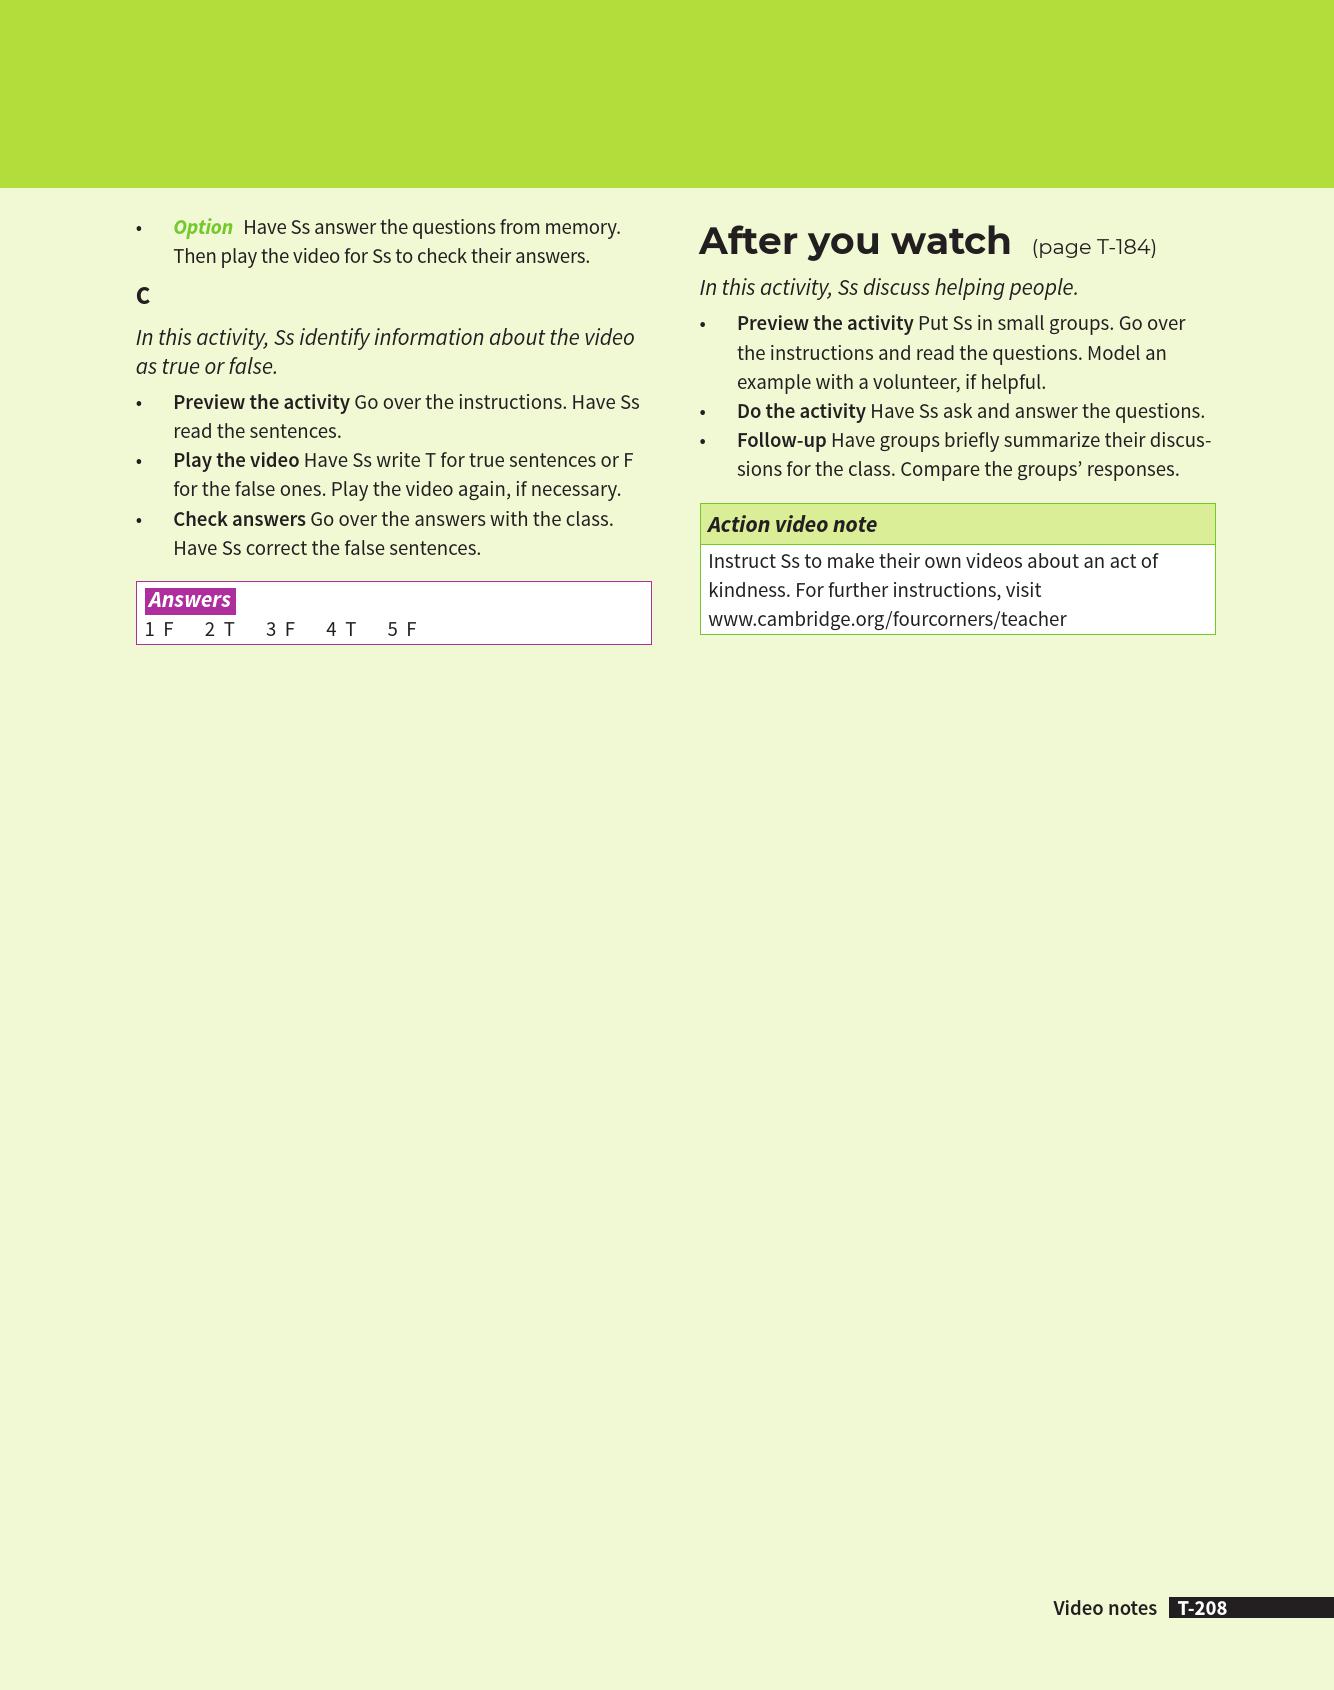 • Option Have Ss answer the questions from memory.
Then play the video for Ss to check their answers.
C
In this activity, Ss identify information about the video
as true or false.
• Preview the activity Go over the instructions. Have Ss
read the sentences.
• Play the video Have Ss write T for true sentences or F
for the false ones. Play the video again, if necessary.
• Check answers Go over the answers with the class.
Have Ss correct the false sentences.
Answers
1 F 2 T 3 F 4 T 5 F
After you watch (page T-184)
In this activity, Ss discuss helping people.
• Preview the activity Put Ss in small groups. Go over
the instructions and read the questions. Model an
example with a volunteer, if helpful.
• Do the activity Have Ss ask and answer the questions.
• Follow-up Have groups briefly summarize their discus-
sions for the class. Compare the groups’ responses.
Action video note
Instruct Ss to make their own videos about an act of
kindness. For further instructions, visit
www.cambridge.org/fourcorners/teacher
Video notes T-208